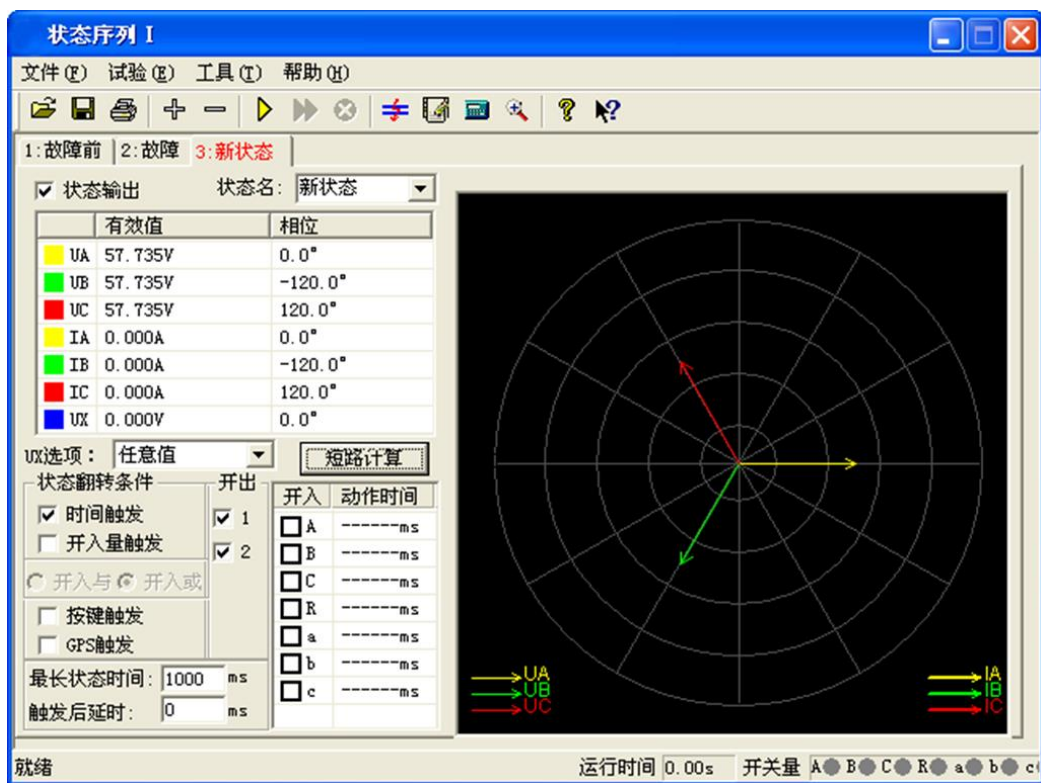 状态序列 I
文件(F) 试验(E) 工具(T) 帮助(H)
1:故障前 2:故障 3:新状态
状态输出 状态名: 新状态
有效值 相位
UA 57.735V 0.0°
UB 57.735V -120.0°
UC 57.735V 120.0°
IA 0.000A 0.0°
IB 0.000A -120.0°
IC 0.000A 120.0°
UX 0.000V 0.0°
UX选项: 任意值 短路计算
状态翻转条件 开出 开入 动作时间
时间触发 1 A ------ms
开入量触发 2 B ------ms
开入与 开入或 C ------ms
按键触发 R ------ms
GPS触发 a ------ms
最长状态时间: 1000 ms b ------ms
触发后延时: 0 ms c ------ms
UA IA
UB IB
UC IC
就绪 运行时间 0.00s 开关量 A B C R a b c